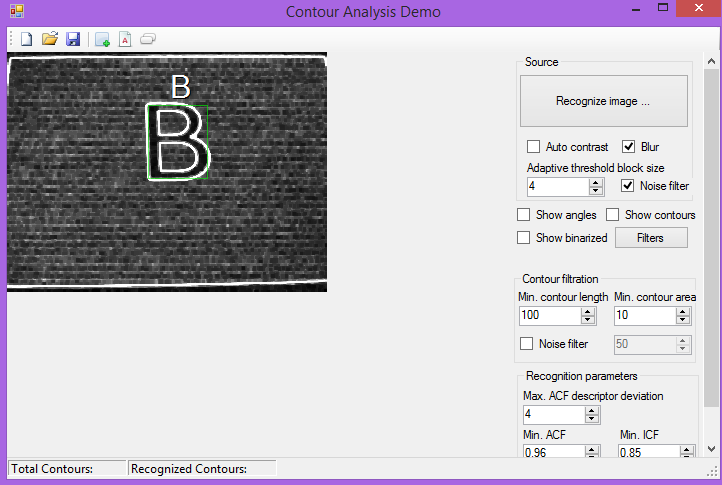 Contour Analysis Demo
A
B
B
Source
Recognize image ...
Auto contrast
Blur
Adaptive threshold block size
4
Noise filter
Show angles
Show contours
Show binarized
Filters
Contour filtration
Min. contour length
Min. contour area
100
10
Noise filter
50
Recognition parameters
Max. ACF descriptor deviation
4
Min. ACF
Min. ICF
0.96
0.85
Total Contours:
Recognized Contours: